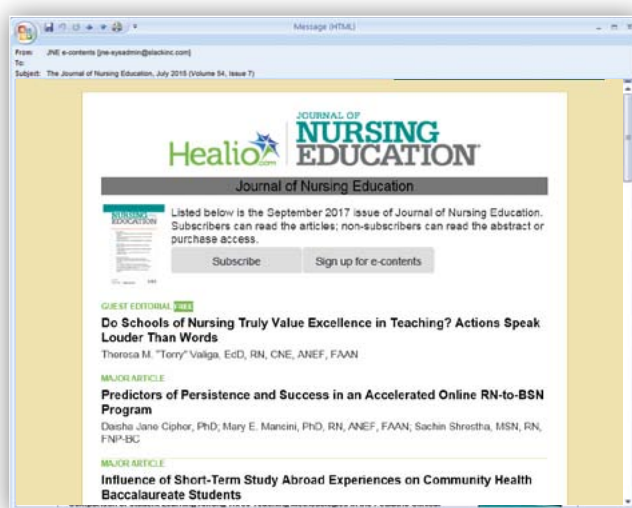 Message (HTML)
From: JNE e-contents [jne-sysadmin@slackinc.com]
To:
Subject: The Journal of Nursing Education, July 2015 (Volume 54, Issue 7)
Healio.com
JOURNAL OF
NURSING
EDUCATION
Journal of Nursing Education
NURSING
EDUCATION
Listed below is the September 2017 issue of Journal of Nursing Education.
Subscribers can read the articles; non-subscribers can read the abstract or
purchase access.
Subscribe
Sign up for e-contents
GUEST EDITORIAL FREE
Do Schools of Nursing Truly Value Excellence in Teaching? Actions Speak
Louder Than Words
Theresa M. "Terry" Valiga, EdD, RN, CNE, ANEF, FAAN
MAJOR ARTICLE
Predictors of Persistence and Success in an Accelerated Online RN-to-BSN
Program
Daisha Jane Cipher, PhD; Mary E. Mancini, PhD, RN, ANEF, FAAN; Sachin Shrestha, MSN, RN,
FNP-BC
MAJOR ARTICLE
Influence of Short-Term Study Abroad Experiences on Community Health
Baccalaureate Students